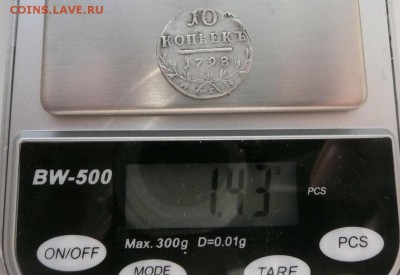 COINS.LAVE.RU
10
КОПѢЕКЪ
1798
BW-500
1.43
PCS
Max. 300g D=0.01g
ON/OFF
MODE
TARE
PCS